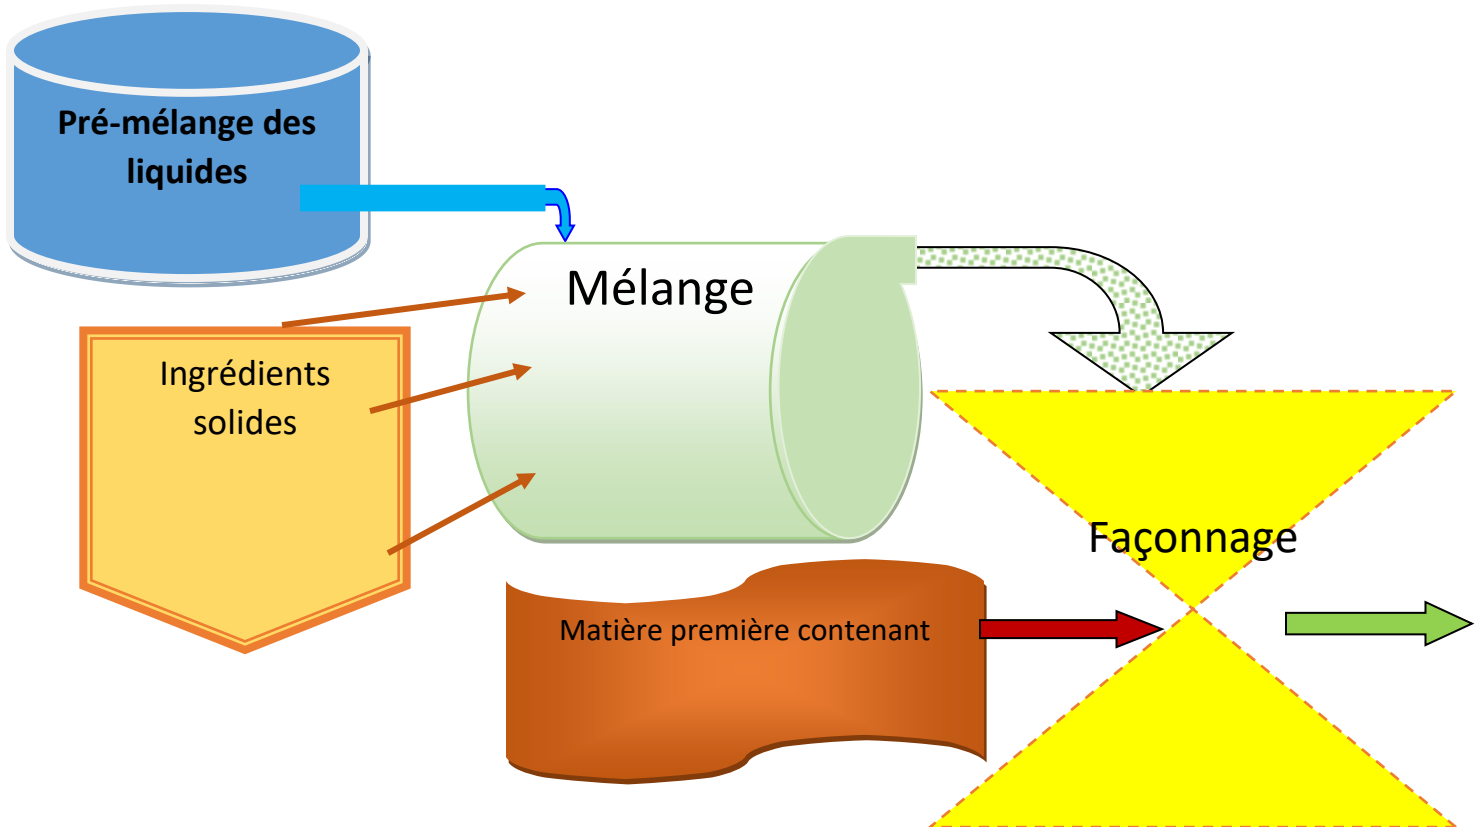 Pré-mélange des
liquides
Mélange
Ingrédients
solides
Façonnage
Matière première contenant